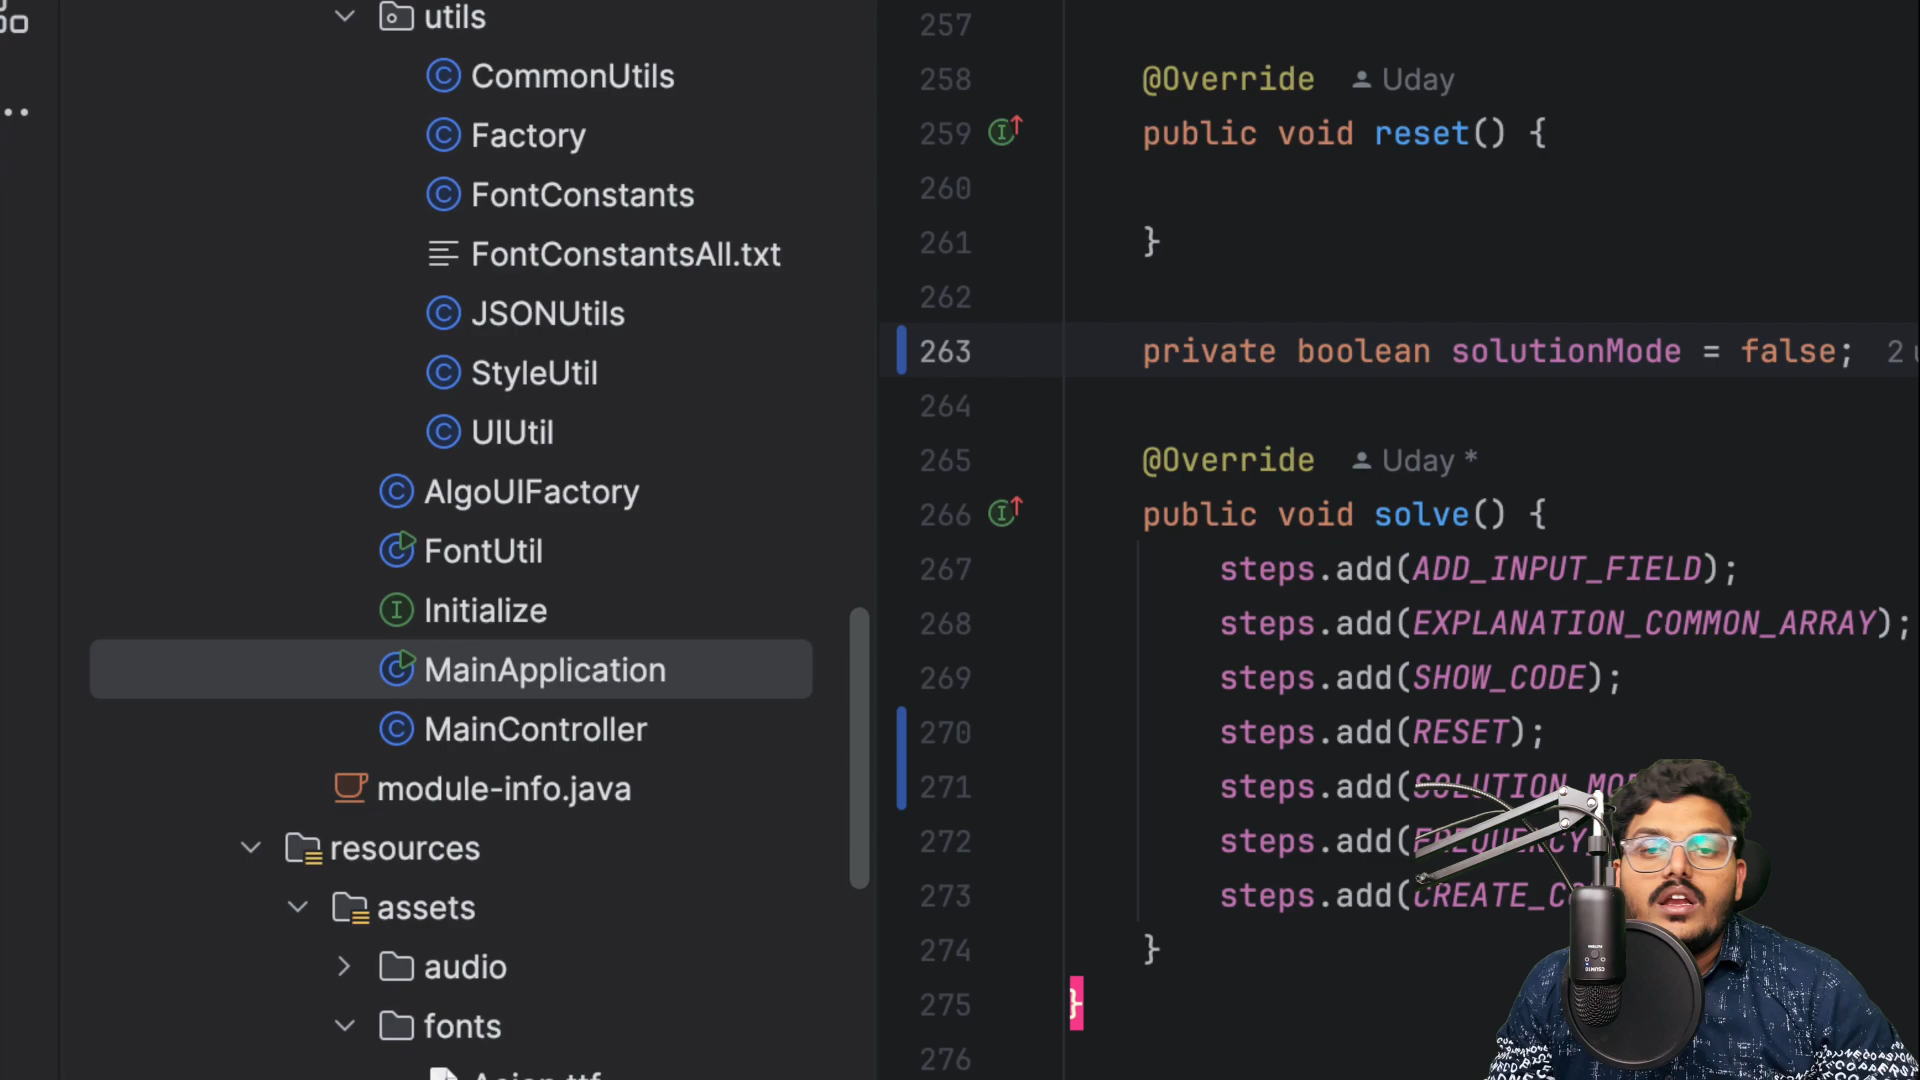 utils
CommonUtils
Factory
FontConstants
FontConstantsAll.txt
JSONUtils
StyleUtil
UIUtil
AlgoUIFactory
FontUtil
Initialize
MainApplication
MainController
module-info.java
resources
assets
audio
fonts
257
258 @Override Uday
259 public void reset() {
260
261 }
262
263 private boolean solutionMode = false; 2
264
265 @Override Uday *
266 public void solve() {
267 steps.add(ADD_INPUT_FIELD);
268 steps.add(EXPLANATION_COMMON_ARRAY);
269 steps.add(SHOW_CODE);
270 steps.add(RESET);
271 steps.add(
272 steps.add(
273 steps.add(
274 }
275 }
276